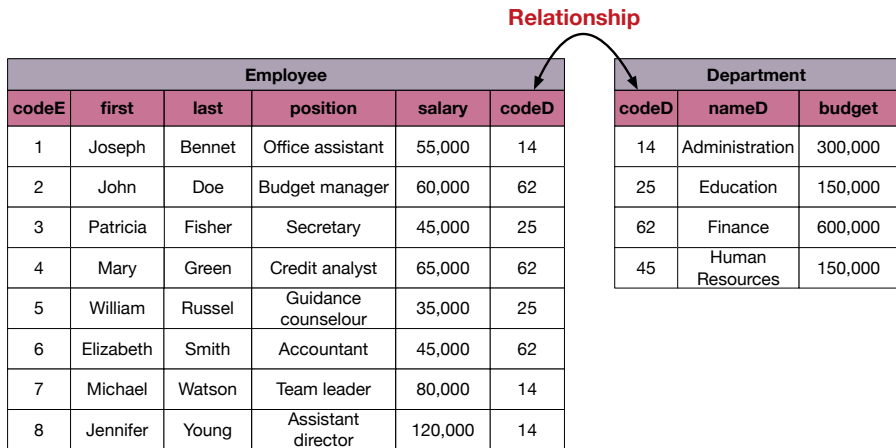 Relationship
Employee
codeE first last position salary codeD
1 Joseph Bennet Office assistant 55,000 14
2 John Doe Budget manager 60,000 62
3 Patricia Fisher Secretary 45,000 25
4 Mary Green Credit analyst 65,000 62
5 William Russel Guidance counselour 35,000 25
6 Elizabeth Smith Accountant 45,000 62
7 Michael Watson Team leader 80,000 14
8 Jennifer Young Assistant director 120,000 14
Department
codeD nameD budget
14 Administration 300,000
25 Education 150,000
62 Finance 600,000
45 Human Resources 150,000